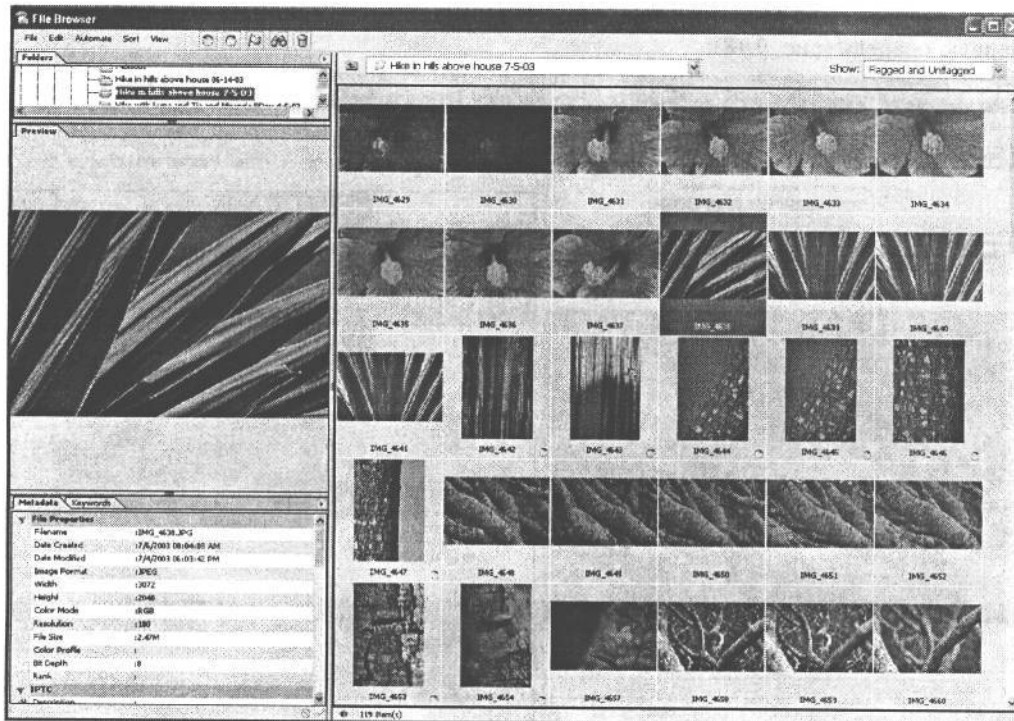 File Browser
File Edit Automate Sort View
Folders
Hike in hills above house 06-14-03
Hike in hills above house 7-5-03
Hike in hills above house 7-5-03
Show: Flagged and Unflagged
Preview
IMG_4629 IMG_4630 IMG_4631 IMG_4632 IMG_4633 IMG_4634
IMG_4635 IMG_4636 IMG_4637 IMG_4638 IMG_4639 IMG_4640
IMG_4641 IMG_4642 IMG_4643 IMG_4644 IMG_4645 IMG_4646
IMG_4647 IMG_4648 IMG_4649 IMG_4650 IMG_4651 IMG_4652
IMG_4653 IMG_4654 IMG_4657 IMG_4658 IMG_4659 IMG_4660
Metadata Keywords
File Properties
Filename :IMG_4638.JPG
Date Created :7/6/2003 08:04:05 AM
Date Modified :7/4/2003 06:03:42 PM
Image Format :JPEG
Width :3072
Height :2048
Color Mode :RGB
Resolution :180
File Size :2.47M
Color Profile :
Bit Depth :8
Rank :
IPTC
Description :
119 Item(s)